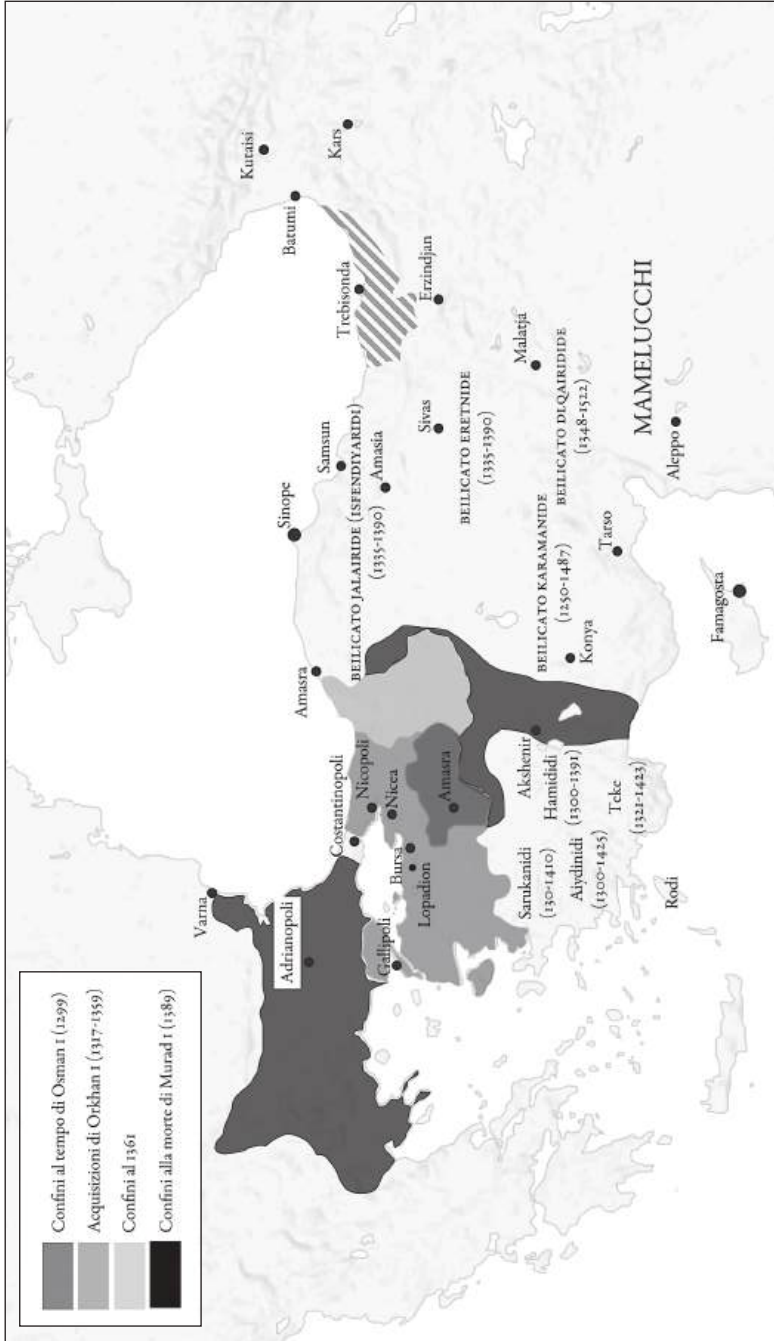 Confini al tempo di Osman I (1299)
Acquisizioni di Orkhan I (1317-1359)
Confini al 1361
Confini alla morte di Murad I (1389)
Varna
Adrianopoli
Costantinopoli
Nicopoli
Nicea
Gallipoli
Bursa
Lopadion
Amasra
Amasra
Sinope
Samsun
Amasia
BEILICATO JALAIRIDE (ISFENDIYARIDI)
(1335-1390)
Trebisonda
Batumi
Kutaisi
Kars
Erzindjan
Sivas
BEILICATO ERETNIDE
(1335-1390)
Malatja
BEILICATO DLQAIRIDIDE
(1348-1522)
BEILICATO KARAMANIDE
(1250-1487)
Konya
Akshenir
Hamididi
(1300-1391)
Sarukanidi
(130-1410)
Aiydinidi
(1300-1425)
Teke
(1321-1423)
Rodi
Tarso
Famagosta
MAMELUCCHI
Aleppo